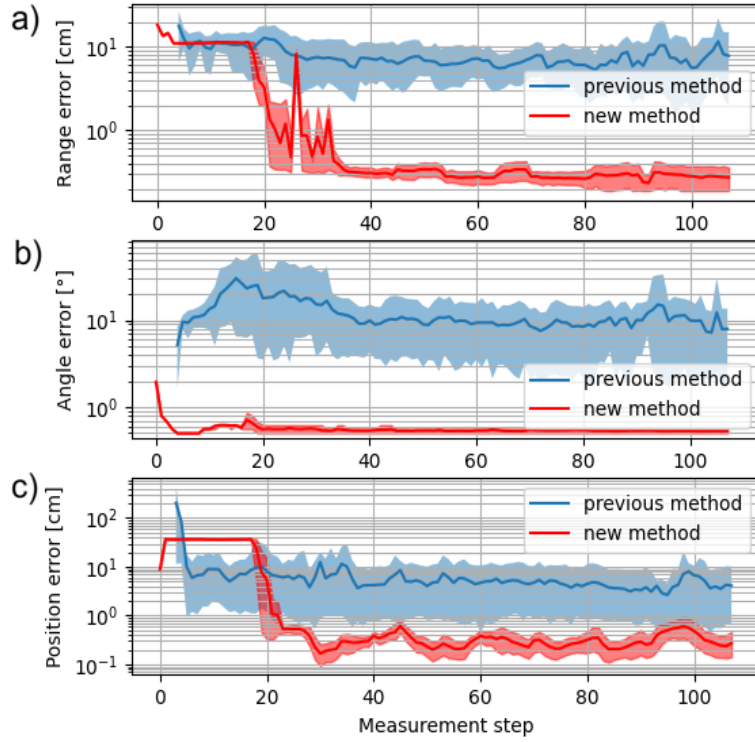 a)
Range error [cm]
10¹
10⁰
previous method
new method
0 20 40 60 80 100
b)
Angle error [°]
10¹
10⁰
previous method
new method
0 20 40 60 80 100
c)
Position error [cm]
10²
10¹
10⁰
10⁻¹
previous method
new method
0 20 40 60 80 100
Measurement step